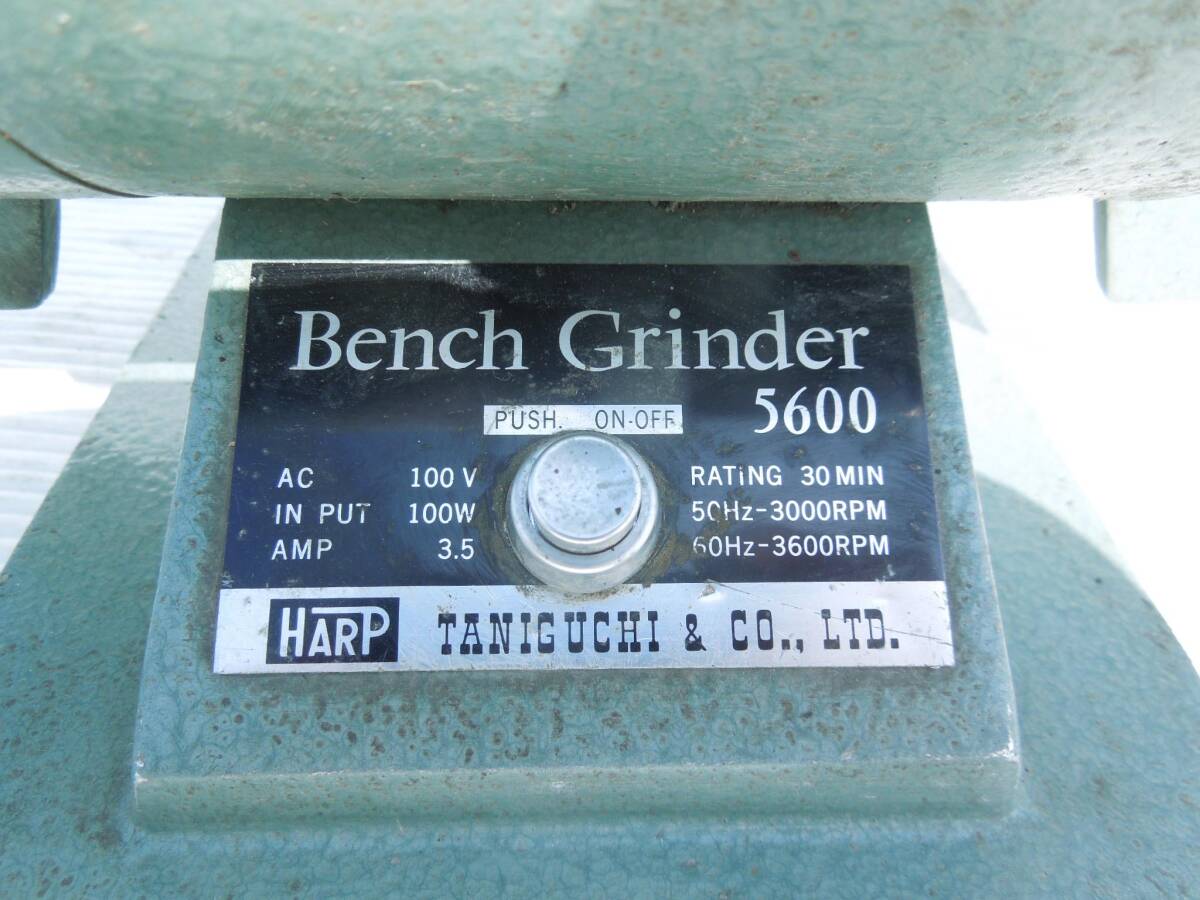 Bench Grinder
5600
PUSH. ON-OFF
AC 100 V
IN PUT 100W
AMP 3.5
RATING 30 MIN
50Hz-3000RPM
60Hz-3600RPM
HARP TANIGUCHI & CO., LTD.